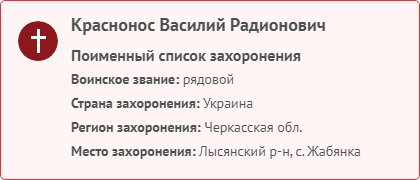 Краснонос Василий Радионович
Поименный список захоронения
Воинское звание: рядовой
Страна захоронения: Украина
Регион захоронения: Черкасская обл.
Место захоронения: Лысянский р-н, с. Жабянка